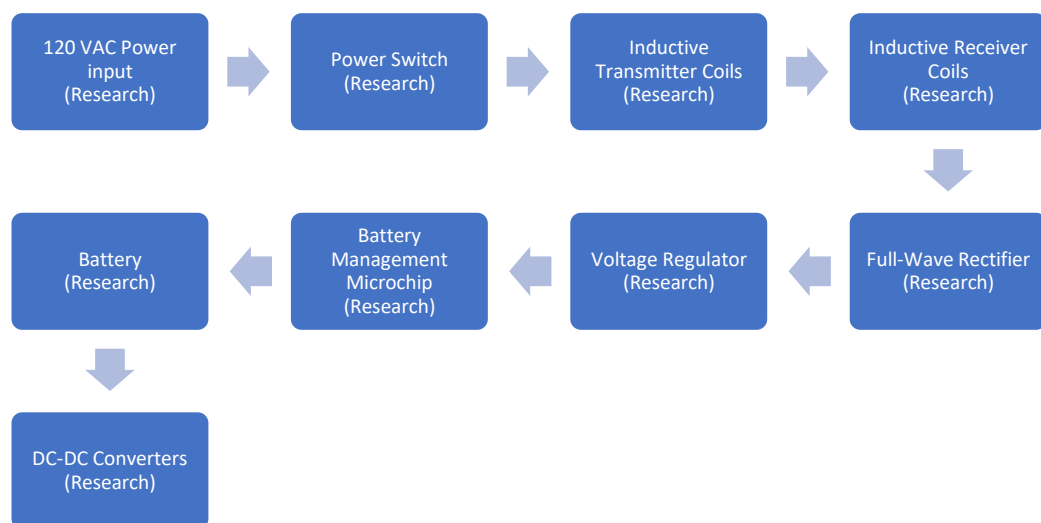 120 VAC Power
input
(Research)
Power Switch
(Research)
Inductive
Transmitter Coils
(Research)
Inductive Receiver
Coils
(Research)
Full-Wave Rectifier
(Research)
Voltage Regulator
(Research)
Battery
Management
Microchip
(Research)
Battery
(Research)
DC-DC Converters
(Research)